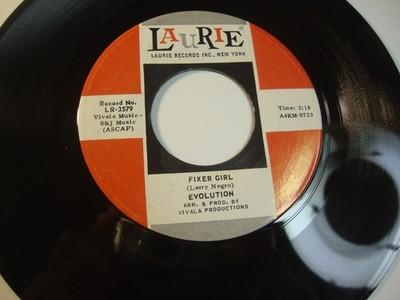 LAURIE
LAURIE RECORDS INC., NEW YORK
Record No.
LR-3579
Vivala Music-
S&J Music
(ASCAP)
Time: 2:16
A4KM-0723
FIXER GIRL
(Larry Negro)
EVOLUTION
ARR. & PROD. BY
VIVALA PRODUCTIONS